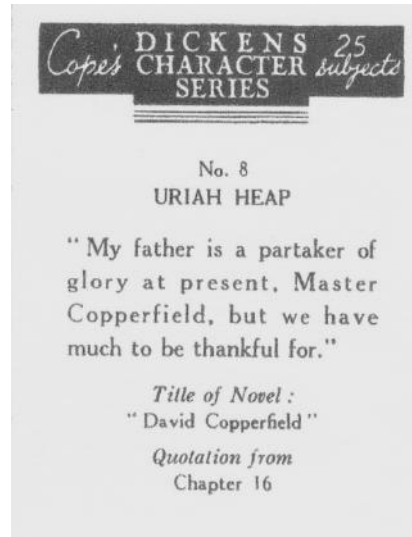 Cope's DICKENS CHARACTER SERIES 25 subjects
No. 8
URIAH HEAP
" My father is a partaker of
glory at present, Master
Copperfield, but we have
much to be thankful for."
Title of Novel :
" David Copperfield "
Quotation from
Chapter 16